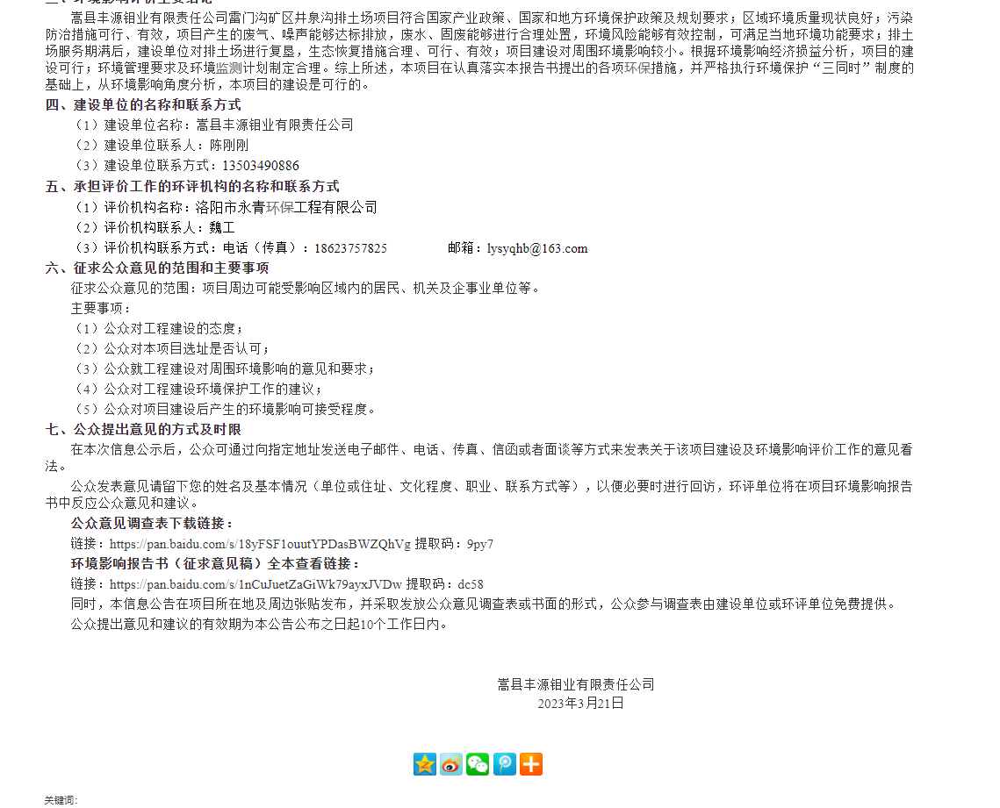 三、环境影响评价主要结论
嵩县丰源钼业有限责任公司雷门沟矿区井泉沟排土场项目符合国家产业政策、国家和地方环境保护政策及规划要求；区域环境质量现状良好；污染
防治措施可行、有效，项目产生的废气、噪声能够达标排放，废水、固废能够进行合理处置，环境风险能够有效控制，可满足当地环境功能要求；排土
场服务期满后，建设单位对排土场进行复垦，生态恢复措施合理、可行、有效；项目建设对周围环境影响较小。根据环境影响经济损益分析，项目的建
设可行；环境管理要求及环境监测计划制定合理。综上所述，本项目在认真落实本报告书提出的各项环保措施，并严格执行环境保护“三同时”制度的
基础上，从环境影响角度分析，本项目的建设是可行的。
四、建设单位的名称和联系方式
（1）建设单位名称：嵩县丰源钼业有限责任公司
（2）建设单位联系人：陈刚刚
（3）建设单位联系方式：13503490886
五、承担评价工作的环评机构的名称和联系方式
（1）评价机构名称：洛阳市永青环保工程有限公司
（2）评价机构联系人：魏工
（3）评价机构联系方式：电话（传真）：18623757825 邮箱：lysyqhb@163.com
六、征求公众意见的范围和主要事项
征求公众意见的范围：项目周边可能受影响区域内的居民、机关及企事业单位等。
主要事项：
（1）公众对工程建设的态度；
（2）公众对本项目选址是否认可；
（3）公众就工程建设对周围环境影响的意见和要求；
（4）公众对工程建设环境保护工作的建议；
（5）公众对项目建设后产生的环境影响可接受程度。
七、公众提出意见的方式及时限
在本次信息公示后，公众可通过向指定地址发送电子邮件、电话、传真、信函或者面谈等方式来发表关于该项目建设及环境影响评价工作的意见看
法。
公众发表意见请留下您的姓名及基本情况（单位或住址、文化程度、职业、联系方式等），以便必要时进行回访，环评单位将在项目环境影响报告
书中反应公众意见和建议。
公众意见调查表下载链接：
链接：https://pan.baidu.com/s/18yFSF1ouutYPDasBWZQhVg 提取码：9py7
环境影响报告书（征求意见稿）全本查看链接：
链接：https://pan.baidu.com/s/1nCuJuetZaGiWk79ayxJVDw 提取码：dc58
同时，本信息公告在项目所在地及周边张贴发布，并采取发放公众意见调查表或书面的形式，公众参与调查表由建设单位或环评单位免费提供。
公众提出意见和建议的有效期为本公告公布之日起10个工作日内。
嵩县丰源钼业有限责任公司
2023年3月21日
关键词：